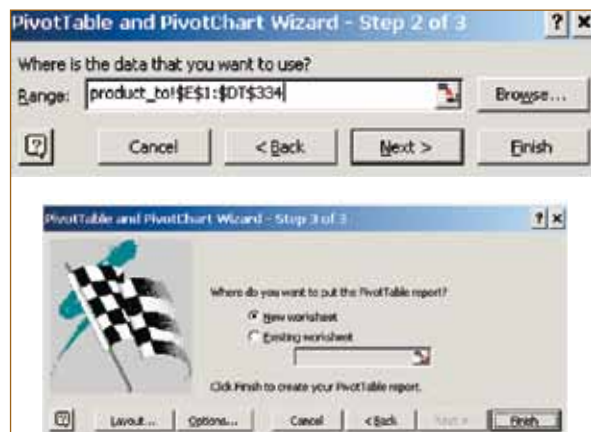 PivotTable and PivotChart Wizard - Step 2 of 3
Where is the data that you want to use?
Range: product_to!$E$1:$DT$334 Browse...
Cancel < Back Next > Finish
PivotTable and PivotChart Wizard - Step 3 of 3
Where do you want to put the PivotTable report?
New worksheet
Existing worksheet
Click Finish to create your PivotTable report.
Layout... Options... Cancel < Back Next > Finish